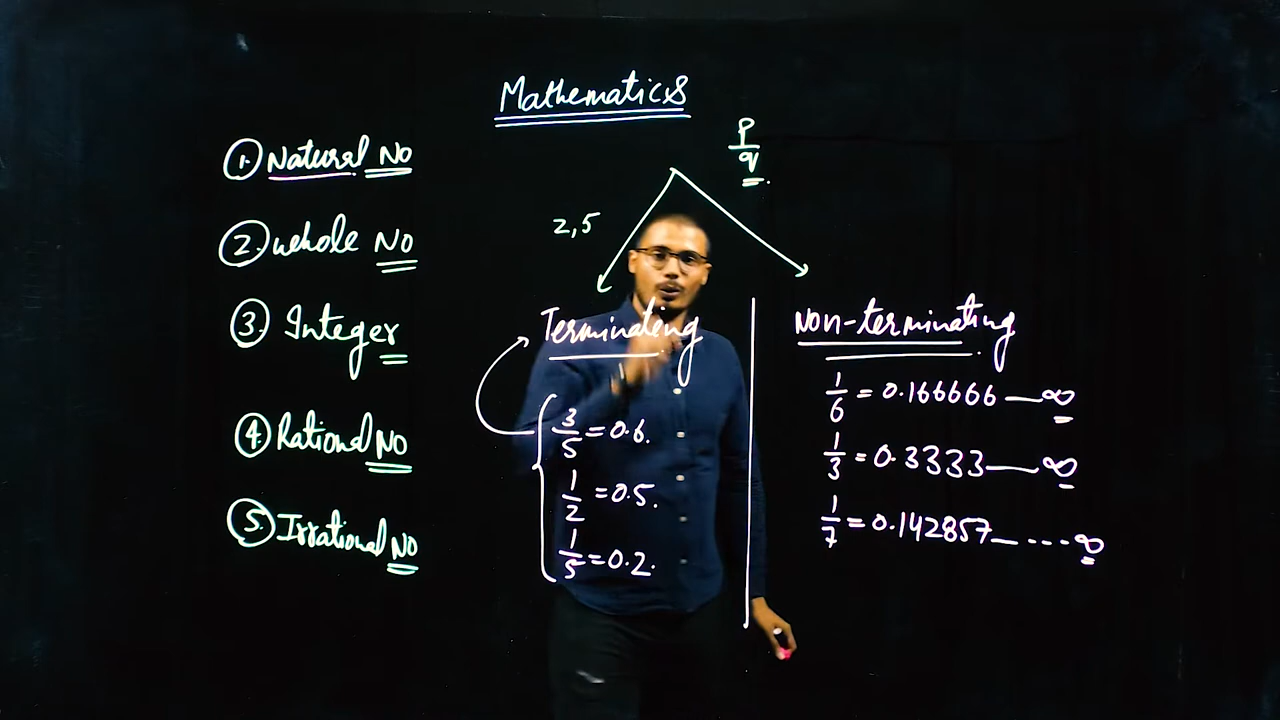 Mathematics
1. Natural No
2. whole No
3. Integer
4. Rational No
5. Irrational No
P
q
2,5
Terminating
3/5 = 0.6.
1/2 = 0.5.
1/5 = 0.2.
Non-terminating
1/6 = 0.166666 — ∞
1/3 = 0.3333 — ∞
1/7 = 0.142857 — ---- ∞